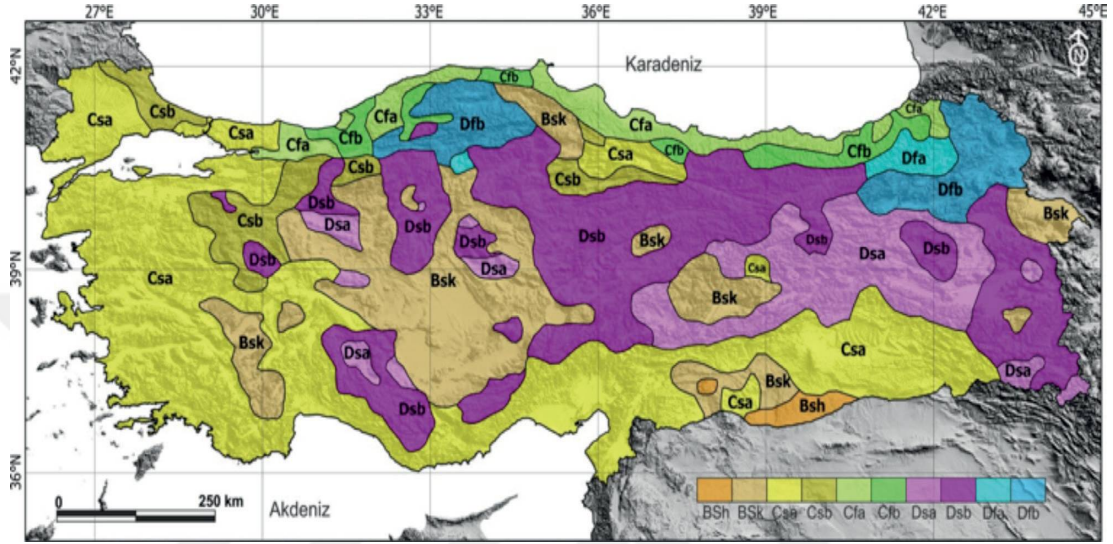 27°E 30°E 33°E 36°E 39°E 42°E 45°E
42°N
39°N
36°N
Karadeniz
N
Cfb
Csa
Csb
Csa
Cfa
Cfb
Cfa
Dfb
Bsk
Cfa
Csa
Cfb
Csb
Cfb
Cfa
Dfa
Dfb
Csb
Dsb
Dsa
Csb
Dsb
Dsb
Dsb
Dsa
Bsk
Dsb
Bsk
Dsb
Dsa
Dsb
Bsk
Csa
Csa
Bsk
Bsk
Dsa
Dsb
Csa
Bsk
Csa
Bsh
Dsa
0 250 km
Akdeniz
BSh BSk Csa Csb Cfa Cfb Dsa Dsb Dfa Dfb